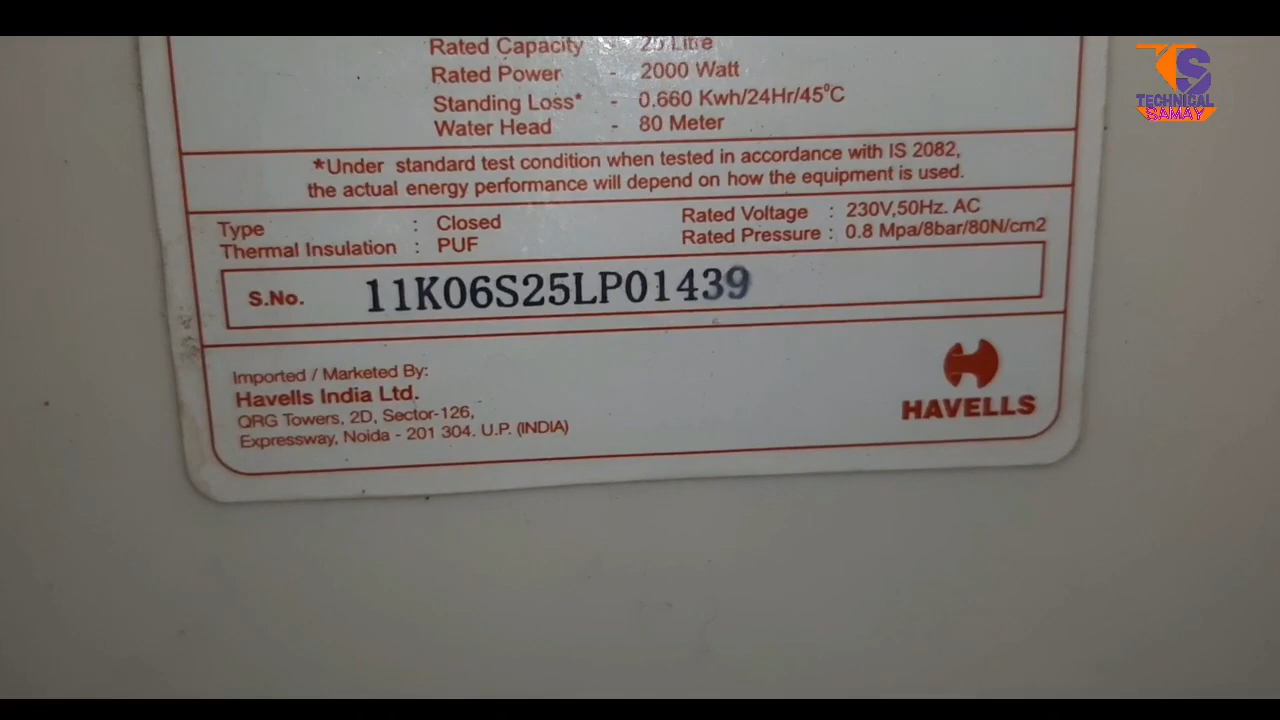 Rated Capacity - 25 Litre
Rated Power - 2000 Watt
Standing Loss* - 0.660 Kwh/24Hr/45°C
Water Head - 80 Meter
*Under standard test condition when tested in accordance with IS 2082,
the actual energy performance will depend on how the equipment is used.
Type : Closed
Thermal Insulation : PUF
Rated Voltage : 230V,50Hz. AC
Rated Pressure : 0.8 Mpa/8bar/80N/cm2
S.No. 11K06S25LP01439
Imported / Marketed By:
Havells India Ltd.
QRG Towers, 2D, Sector-126,
Expressway, Noida - 201 304. U.P. (INDIA)
HAVELLS
TS
TECHNICAL
SAMAY